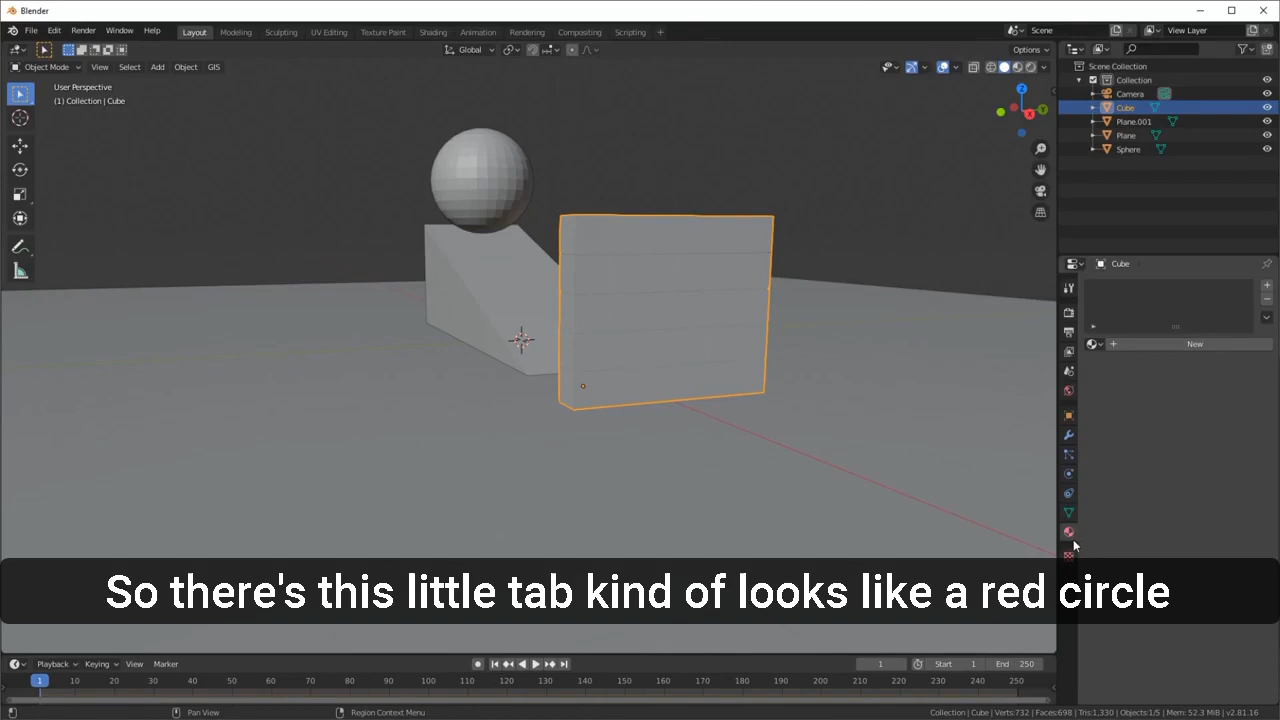 Blender
File Edit Render Window Help
Layout Modeling Sculpting UV Editing Texture Paint Shading Animation Rendering Compositing Scripting +
Scene
View Layer
Global
Options
Object Mode View Select Add Object GIS
User Perspective
(1) Collection | Cube
Z
Y
X
Scene Collection
Collection
Camera
Cube
Plane.001
Plane
Sphere
Cube
New
So there's this little tab kind of looks like a red circle
Playback Keying View Marker
1 Start 1 End 250
1 10 20 30 40 50 60 70 80 90 100 110 120 130 140 150 160 170 180 190 200 210 220 230 240 250
Pan View
Region Context Menu
Collection | Cube | Verts:732 | Faces:698 | Tris:1,330 | Objects:1/5 | Mem: 52.3 MiB | v2.81.16